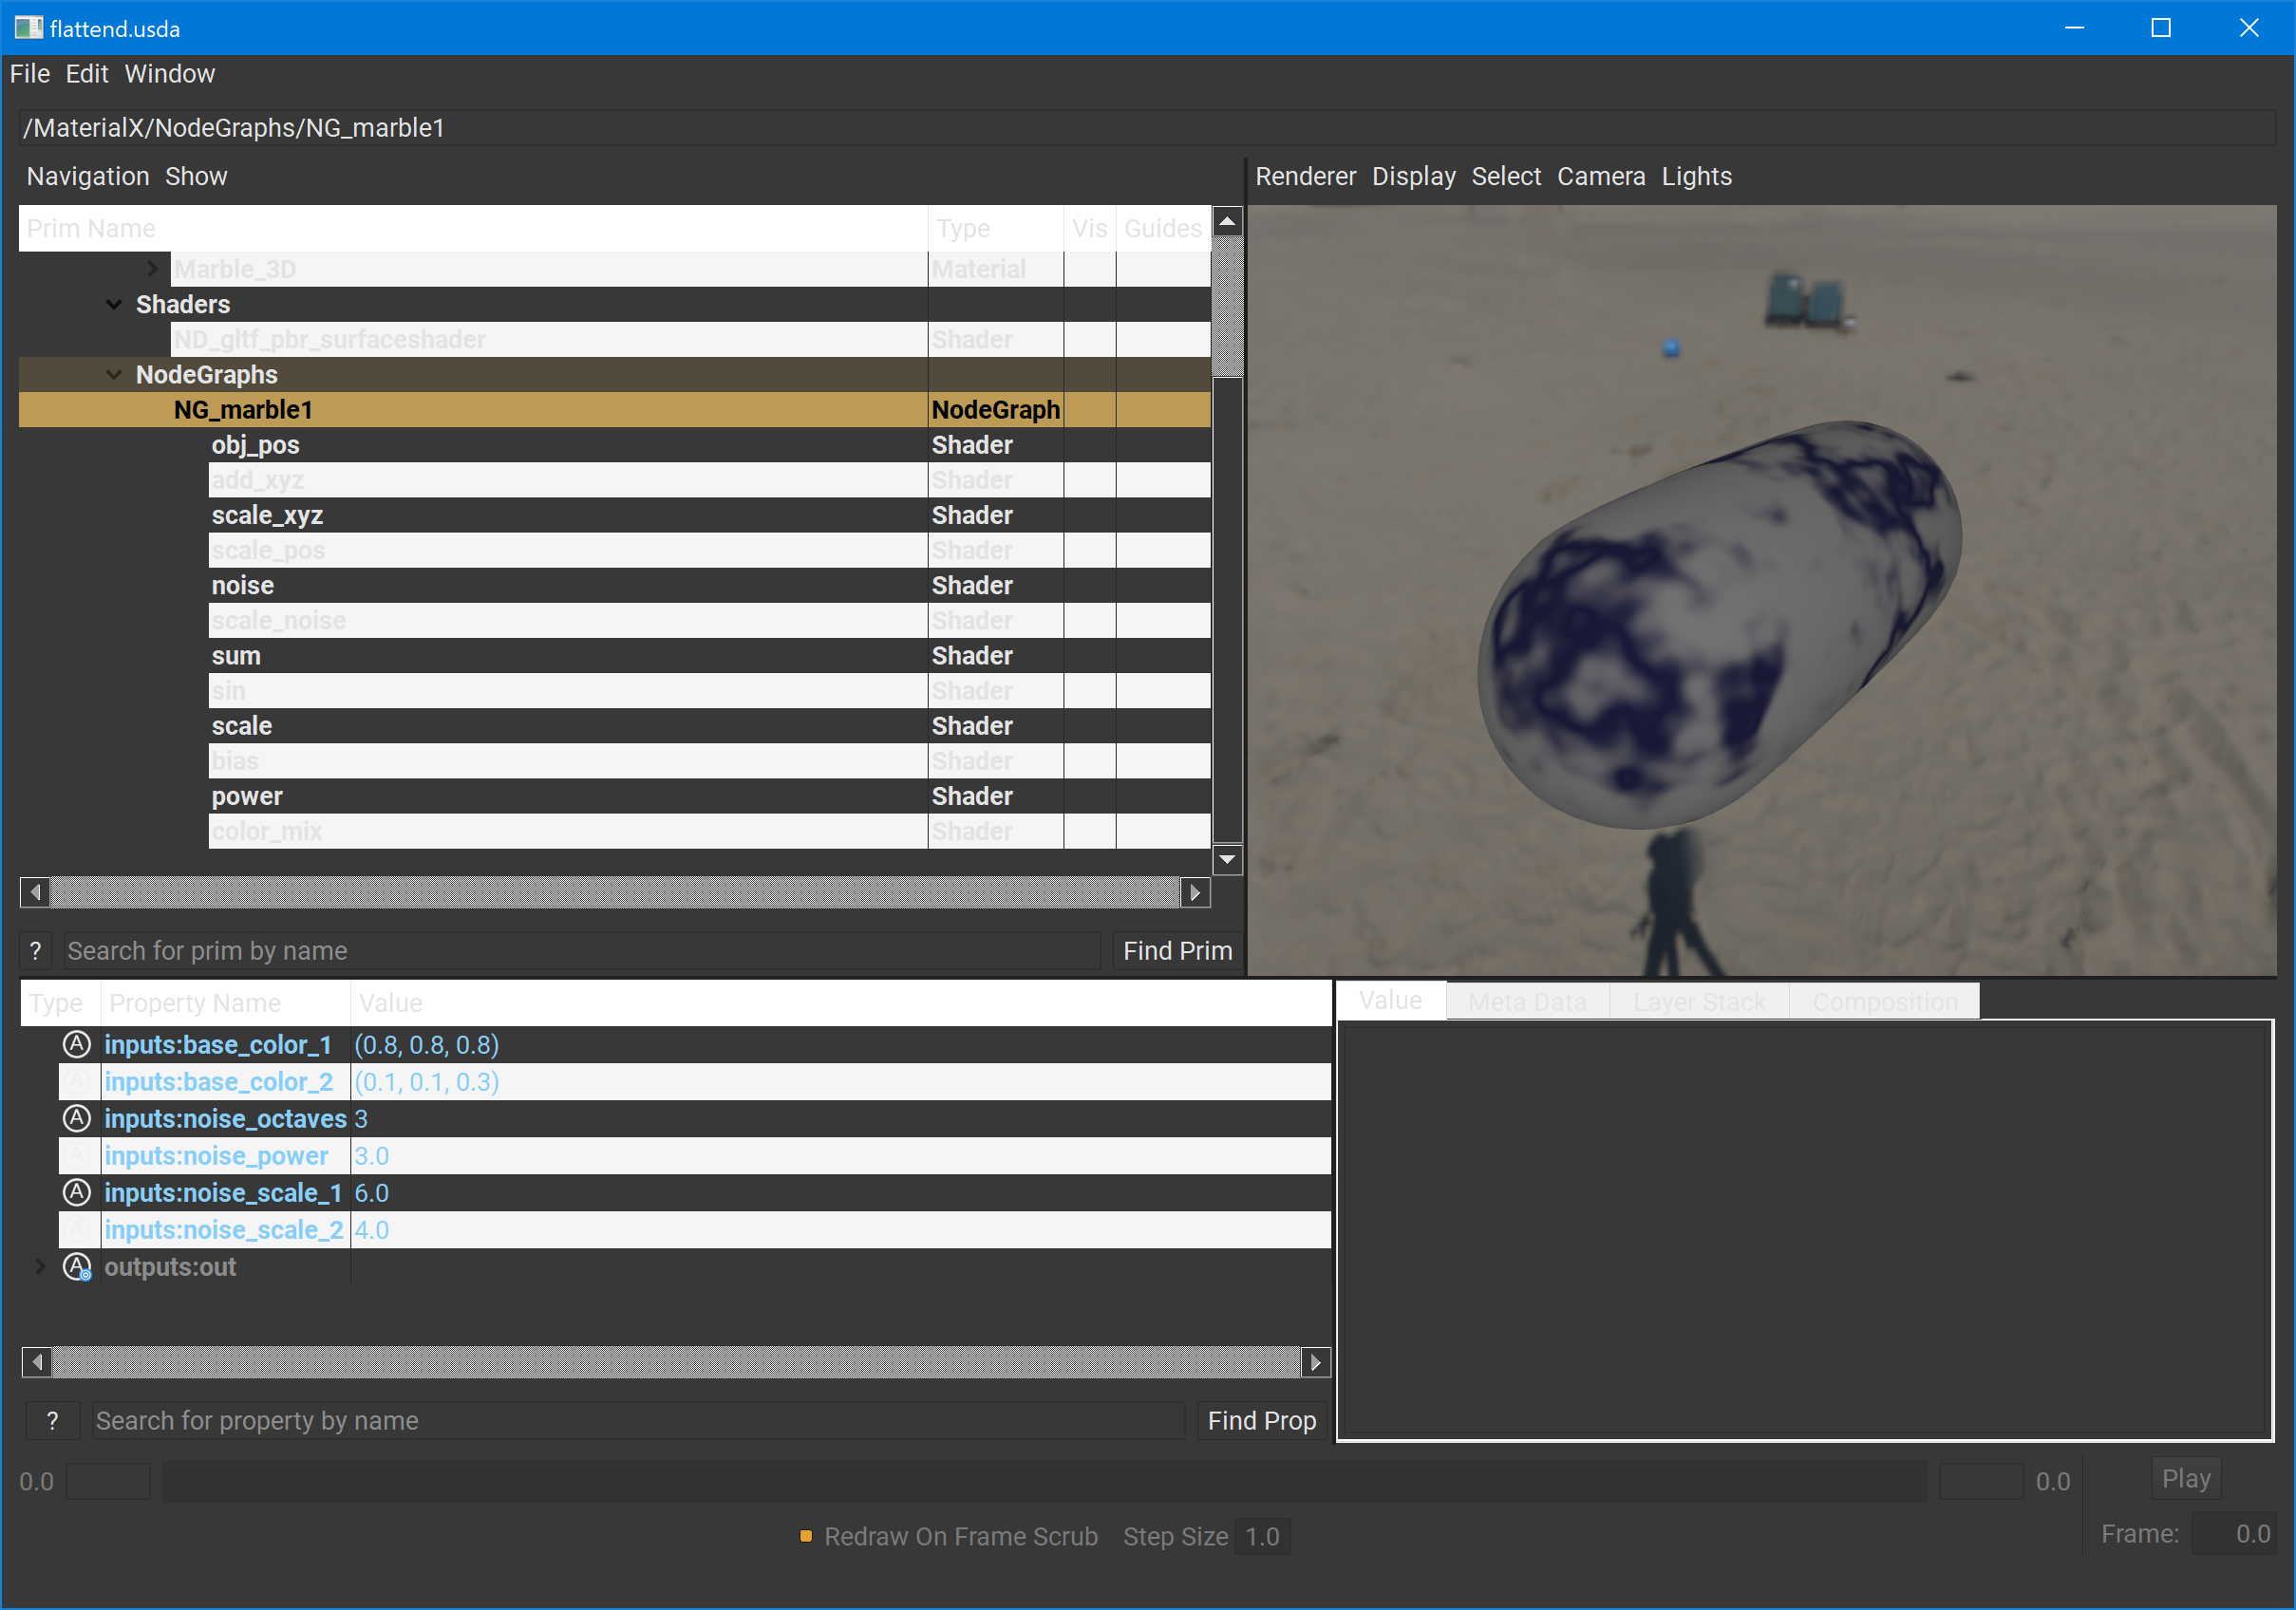 flattend.usda
File Edit Window
/MaterialX/NodeGraphs/NG_marble1
Navigation Show
Renderer Display Select Camera Lights
Prim Name Type Vis Guides
Marble_3D Material
Shaders
ND_gltf_pbr_surfaceshader Shader
NodeGraphs
NG_marble1 NodeGraph
obj_pos Shader
add_xyz Shader
scale_xyz Shader
scale_pos Shader
noise Shader
scale_noise Shader
sum Shader
sin Shader
scale Shader
bias Shader
power Shader
color_mix Shader
? Search for prim by name Find Prim
Type Property Name Value
A inputs:base_color_1 (0.8, 0.8, 0.8)
A inputs:base_color_2 (0.1, 0.1, 0.3)
A inputs:noise_octaves 3
A inputs:noise_power 3.0
A inputs:noise_scale_1 6.0
A inputs:noise_scale_2 4.0
A outputs:out
? Search for property by name Find Prop
Value Meta Data Layer Stack Composition
0.0 0.0 Play
Redraw On Frame Scrub Step Size 1.0 Frame: 0.0